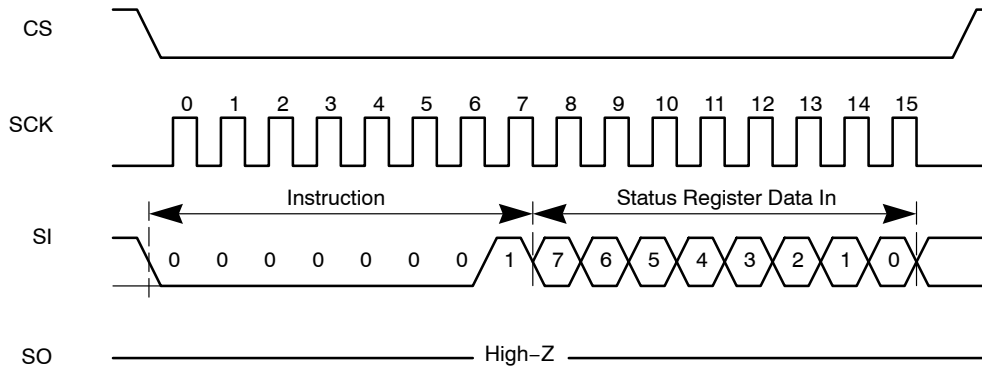 CS
0 1 2 3 4 5 6 7 8 9 10 11 12 13 14 15
SCK
Instruction Status Register Data In
SI
0 0 0 0 0 0 0 1 7 6 5 4 3 2 1 0
SO High−Z